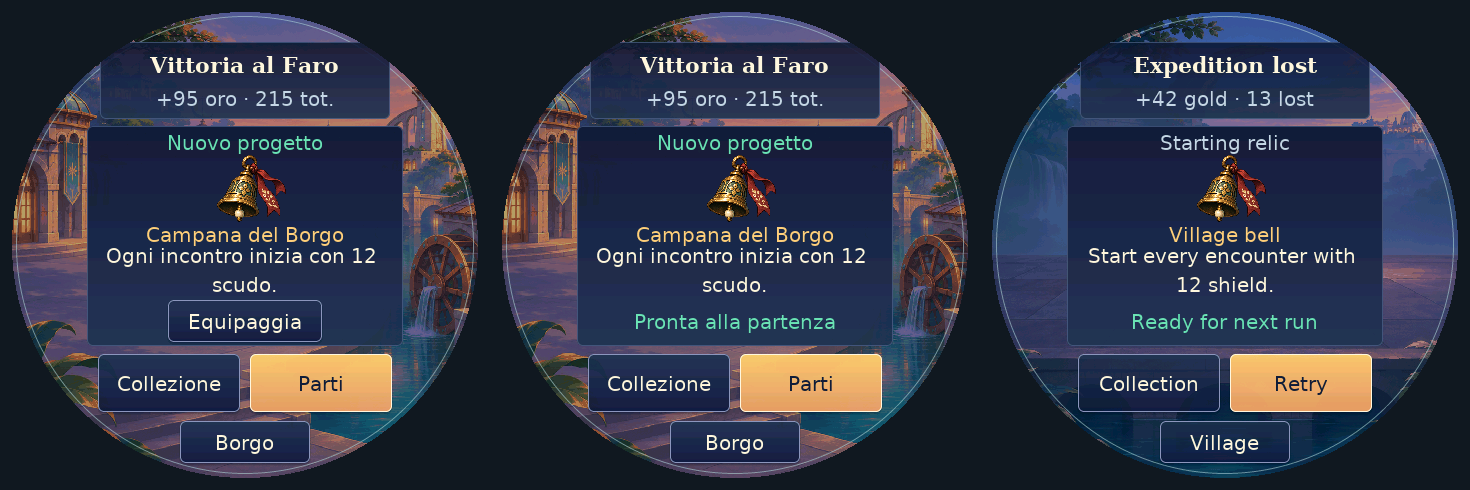 Vittoria al Faro
+95 oro · 215 tot.
Nuovo progetto
Campana del Borgo
Ogni incontro inizia con 12
scudo.
Equipaggia
Collezione
Parti
Borgo
Vittoria al Faro
+95 oro · 215 tot.
Nuovo progetto
Campana del Borgo
Ogni incontro inizia con 12
scudo.
Pronta alla partenza
Collezione
Parti
Borgo
Expedition lost
+42 gold · 13 lost
Starting relic
Village bell
Start every encounter with
12 shield.
Ready for next run
Collection
Retry
Village